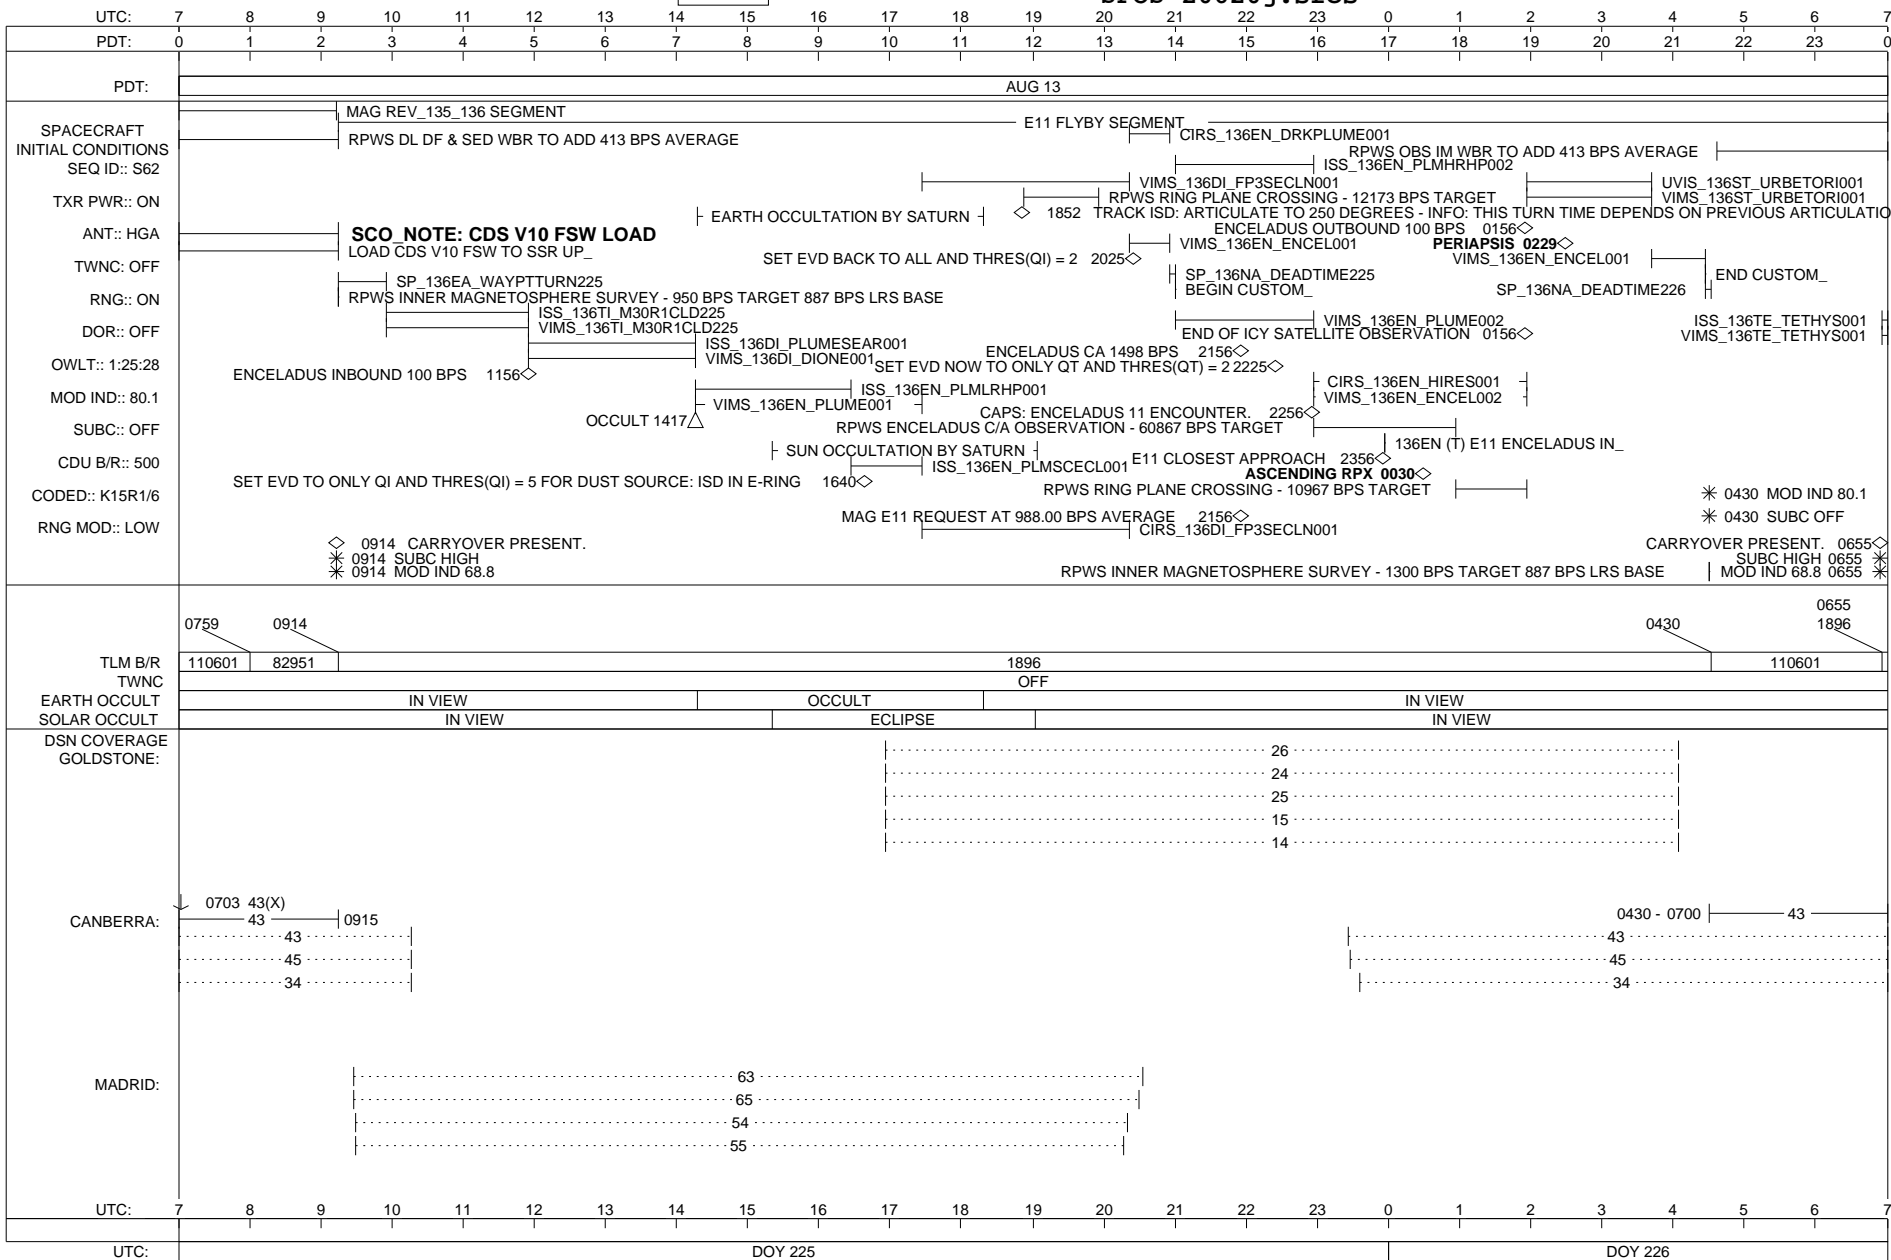 UTC: 7 8 9 10 11 12 13 14 15 16 17 18 19 20 21 22 23 0 1 2 3 4 5 6 7
PDT: 0 1 2 3 4 5 6 7 8 9 10 11 12 13 14 15 16 17 18 19 20 21 22 23 0
PDT: AUG 13
MAG REV_135_136 SEGMENT
E11 FLYBY SEGMENT
SPACECRAFT
INITIAL CONDITIONS
CIRS_136EN_DRKPLUME001
RPWS DL DF & SED WBR TO ADD 413 BPS AVERAGE
RPWS OBS IM WBR TO ADD 413 BPS AVERAGE
SEQ ID:: S62
ISS_136EN_PLMHRHP002
VIMS_136DI_FP3SECLN001
UVIS_136ST_URBETORI001
TXR PWR:: ON
RPWS RING PLANE CROSSING - 12173 BPS TARGET
VIMS_136ST_URBETORI001
EARTH OCCULTATION BY SATURN
1852 TRACK ISD: ARTICULATE TO 250 DEGREES - INFO: THIS TURN TIME DEPENDS ON PREVIOUS ARTICULATIO
ENCELADUS OUTBOUND 100 BPS 0156
ANT:: HGA
SCO_NOTE: CDS V10 FSW LOAD
VIMS_136EN_ENCEL001
PERIAPSIS 0229
LOAD CDS V10 FSW TO SSR UP_
SET EVD BACK TO ALL AND THRES(QI) = 2 2025
VIMS_136EN_ENCEL001
TWNC: OFF
SP_136NA_DEADTIME225
END CUSTOM_
SP_136EA_WAYPTTURN225
BEGIN CUSTOM_
SP_136NA_DEADTIME226
RNG:: ON
RPWS INNER MAGNETOSPHERE SURVEY - 950 BPS TARGET 887 BPS LRS BASE
ISS_136TI_M30R1CLD225
VIMS_136EN_PLUME002
ISS_136TE_TETHYS001
DOR:: OFF
VIMS_136TI_M30R1CLD225
END OF ICY SATELLITE OBSERVATION 0156
VIMS_136TE_TETHYS001
ISS_136DI_PLUMESEAR001
ENCELADUS CA 1498 BPS 2156
OWLT:: 1:25:28
VIMS_136DI_DIONE001
SET EVD NOW TO ONLY QT AND THRES(QT) = 2 2225
ENCELADUS INBOUND 100 BPS 1156
CIRS_136EN_HIRES001
ISS_136EN_PLMLRHP001
MOD IND:: 80.1
VIMS_136EN_PLUME001
VIMS_136EN_ENCEL002
CAPS: ENCELADUS 11 ENCOUNTER. 2256
OCCULT 1417
SUBC:: OFF
RPWS ENCELADUS C/A OBSERVATION - 60867 BPS TARGET
136EN (T) E11 ENCELADUS IN_
SUN OCCULTATION BY SATURN
CDU B/R:: 500
E11 CLOSEST APPROACH 2356
ISS_136EN_PLMSCECL001
ASCENDING RPX 0030
SET EVD TO ONLY QI AND THRES(QI) = 5 FOR DUST SOURCE: ISD IN E-RING 1640
CODED:: K15R1/6
RPWS RING PLANE CROSSING - 10967 BPS TARGET
0430 MOD IND 80.1
MAG E11 REQUEST AT 988.00 BPS AVERAGE 2156
0430 SUBC OFF
RNG MOD:: LOW
CIRS_136DI_FP3SECLN001
0914 CARRYOVER PRESENT.
CARRYOVER PRESENT. 0655
0914 SUBC HIGH
SUBC HIGH 0655
0914 MOD IND 68.8
RPWS INNER MAGNETOSPHERE SURVEY - 1300 BPS TARGET 887 BPS LRS BASE
MOD IND 68.8 0655
0655
0759 0914 0430 1896
TLM B/R 110601 82951 1896 110601
TWNC OFF
EARTH OCCULT IN VIEW OCCULT IN VIEW
SOLAR OCCULT IN VIEW ECLIPSE IN VIEW
DSN COVERAGE
GOLDSTONE:
26
24
25
15
14
0703 43(X)
CANBERRA: 43 0915 0430 - 0700 43
43 43
45 45
34 34
MADRID: 63
65
54
55
UTC: 7 8 9 10 11 12 13 14 15 16 17 18 19 20 21 22 23 0 1 2 3 4 5 6 7
UTC: DOY 225 DOY 226